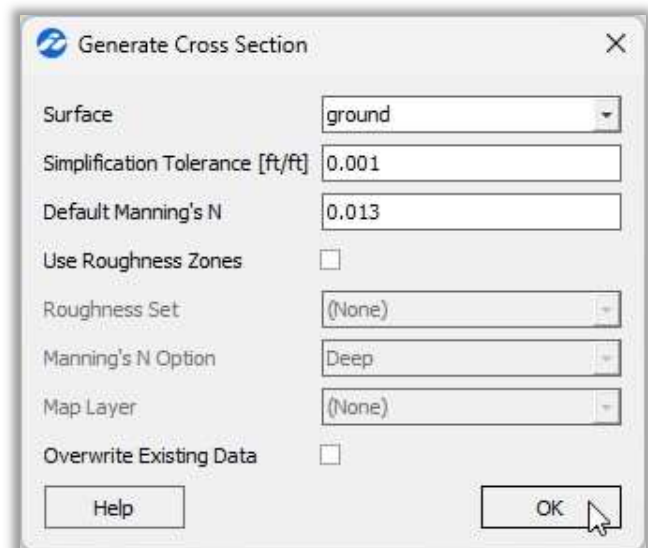 Generate Cross Section
Surface ground
Simplification Tolerance [ft/ft] 0.001
Default Manning's N 0.013
Use Roughness Zones
Roughness Set (None)
Manning's N Option Deep
Map Layer (None)
Overwrite Existing Data
Help OK